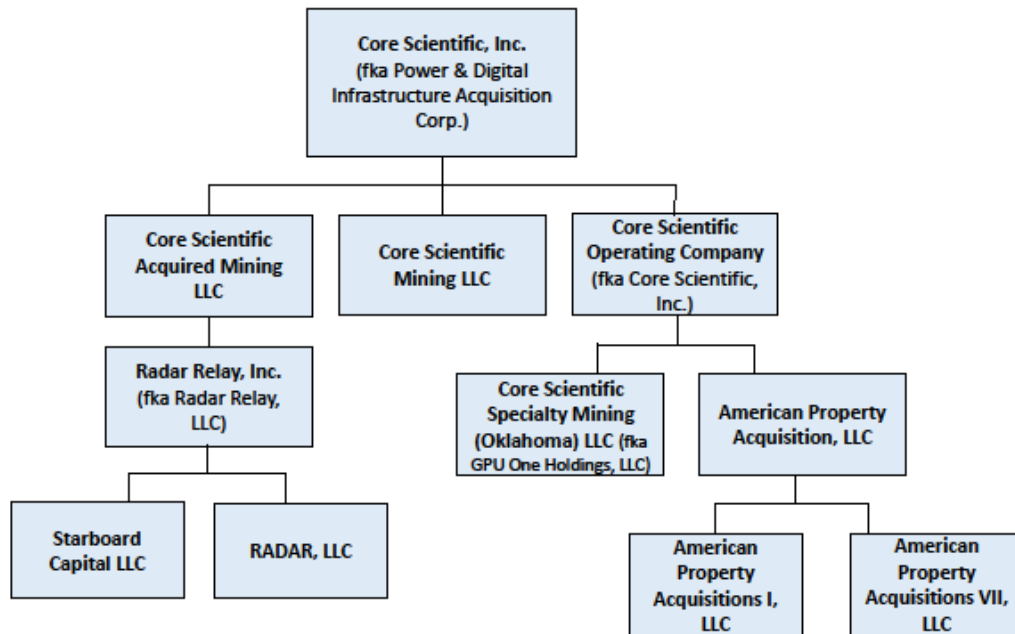 Core Scientific, Inc.
(fka Power & Digital
Infrastructure Acquisition
Corp.)
Core Scientific
Acquired Mining
LLC
Core Scientific
Mining LLC
Core Scientific
Operating Company
(fka Core Scientific,
Inc.)
Radar Relay, Inc.
(fka Radar Relay,
LLC)
Core Scientific
Specialty Mining
(Oklahoma) LLC (fka
GPU One Holdings, LLC)
American Property
Acquisition, LLC
Starboard
Capital LLC
RADAR, LLC
American
Property
Acquisitions I,
LLC
American
Property
Acquisitions VII,
LLC